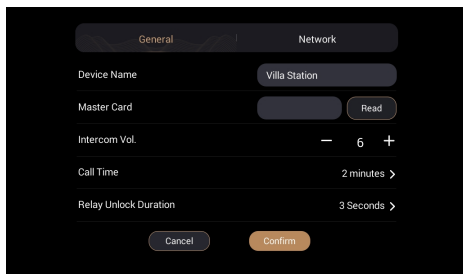 General Network
Device Name Villa Station
Master Card Read
Intercom Vol. — 6 +
Call Time 2 minutes >
Relay Unlock Duration 3 Seconds >
Cancel Confirm